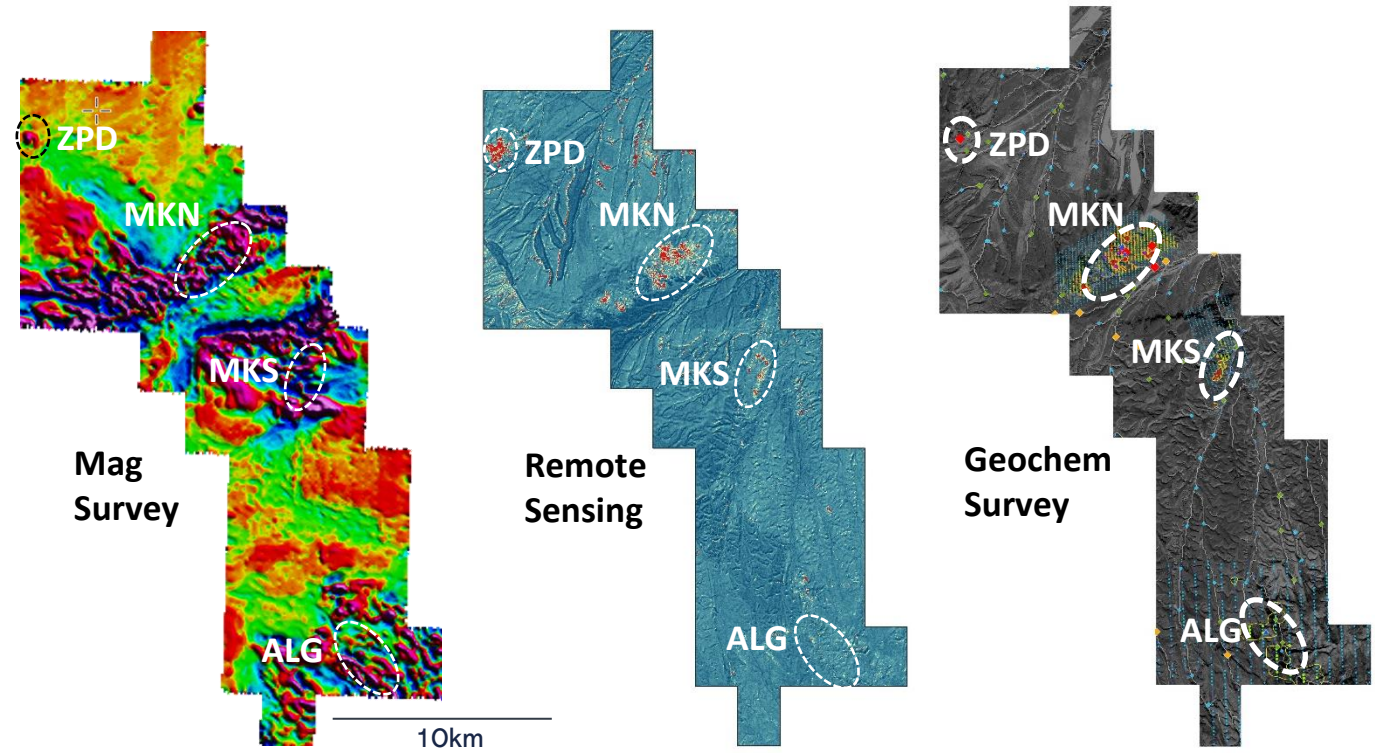 ZPD
MKN
MKS
Mag
Survey
ALG
10km
ZPD
MKN
MKS
Remote
Sensing
ALG
ZPD
MKN
MKS
Geochem
Survey
ALG